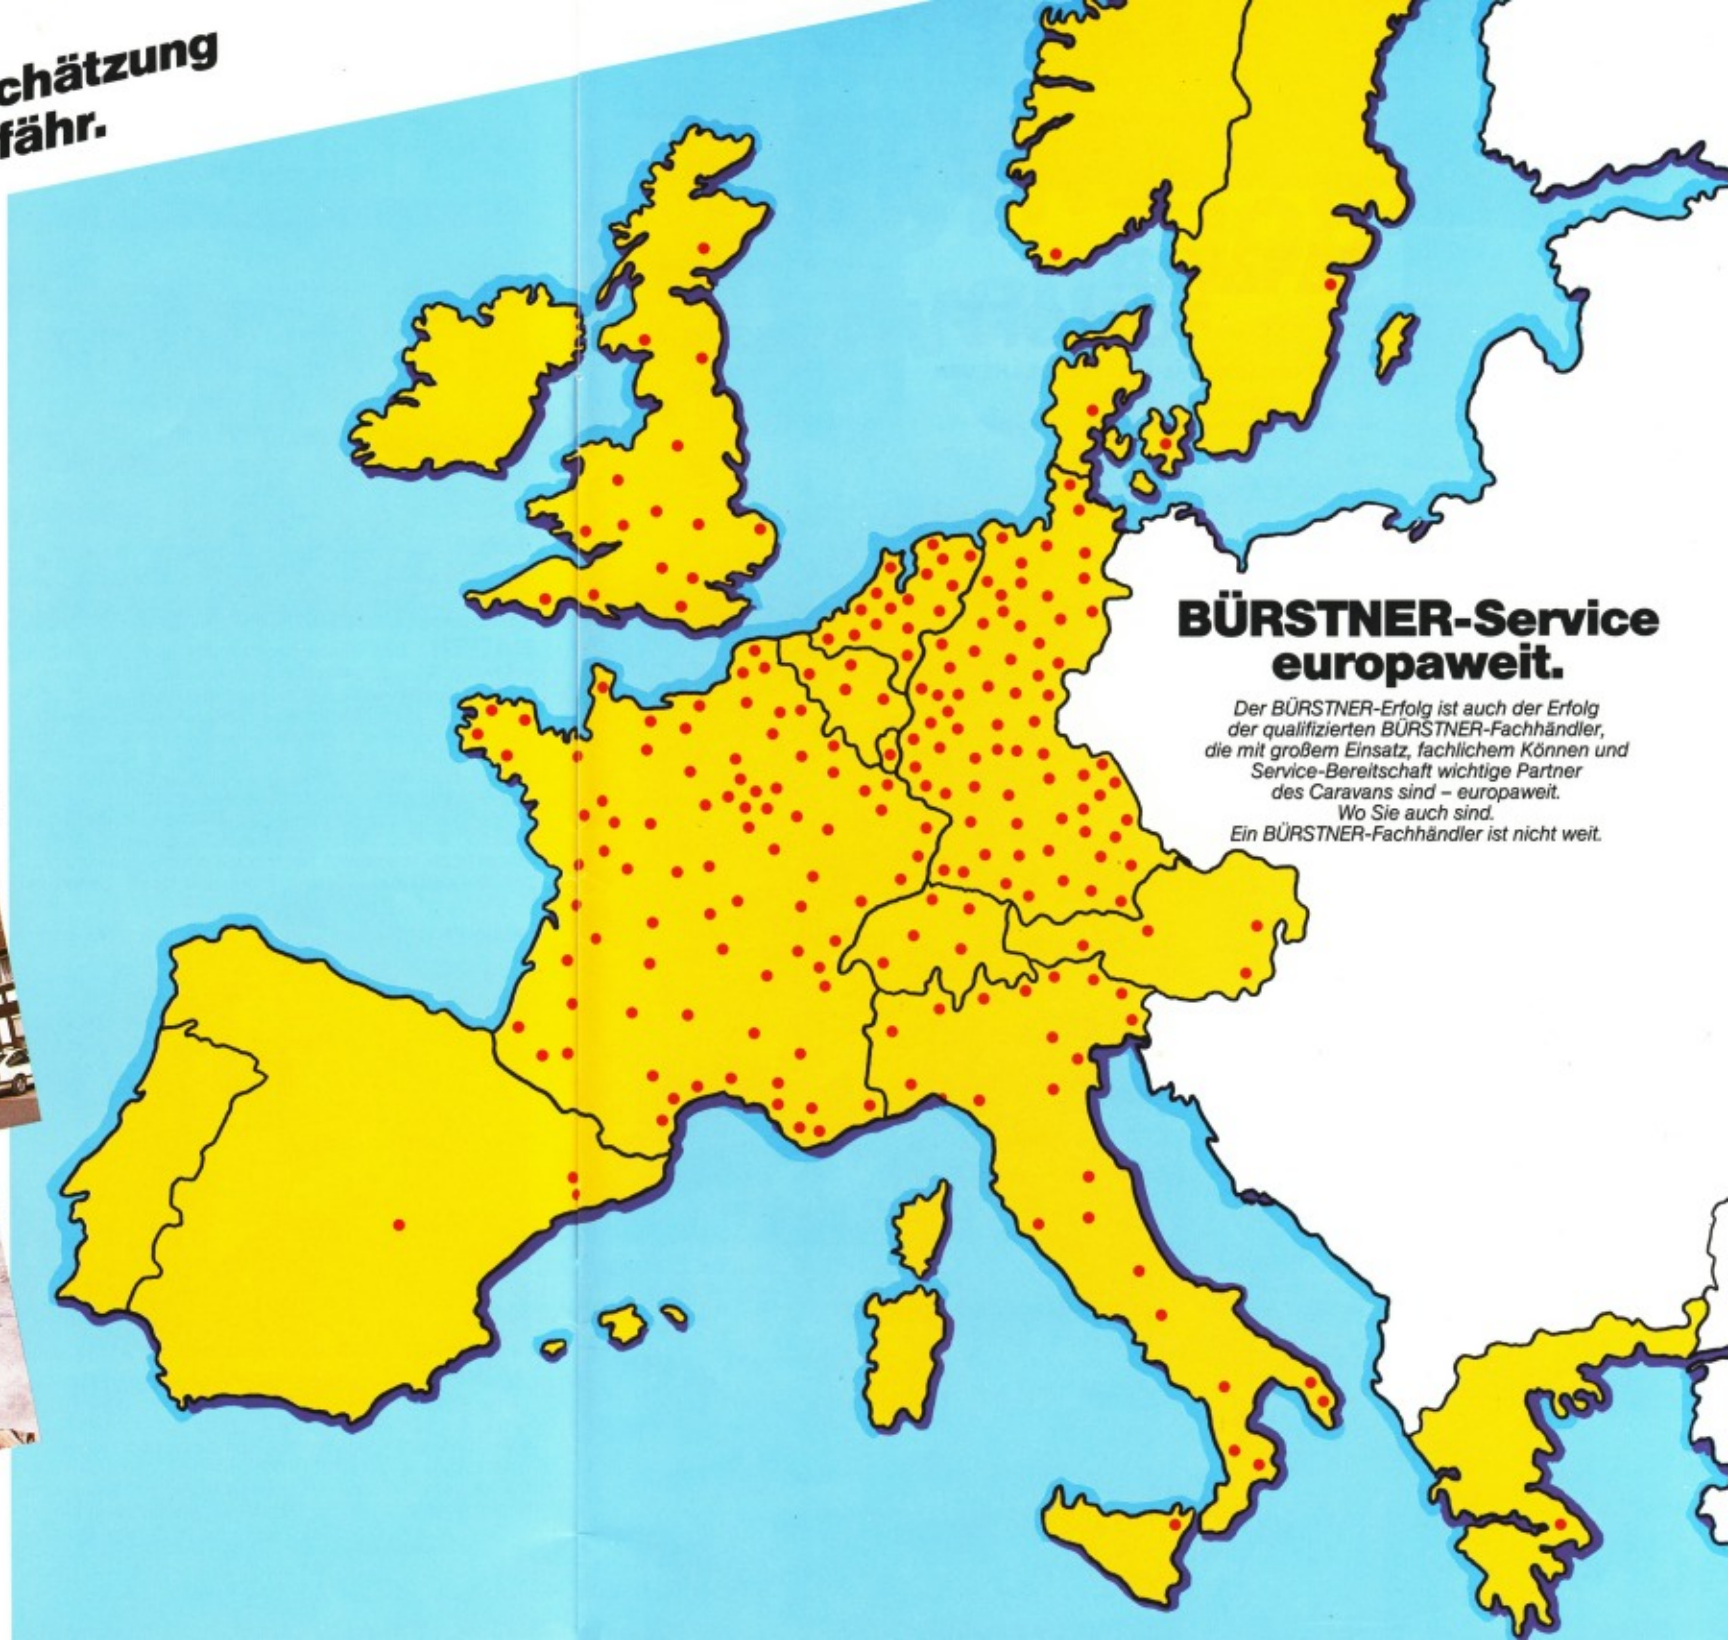 chätzung
fähr.
BÜRSTNER-Service
europaweit.
Der BÜRSTNER-Erfolg ist auch der Erfolg
der qualifizierten BÜRSTNER-Fachhändler,
die mit großem Einsatz, fachlichem Können und
Service-Bereitschaft wichtige Partner
des Caravans sind – europaweit.
Wo Sie auch sind.
Ein BÜRSTNER-Fachhändler ist nicht weit.